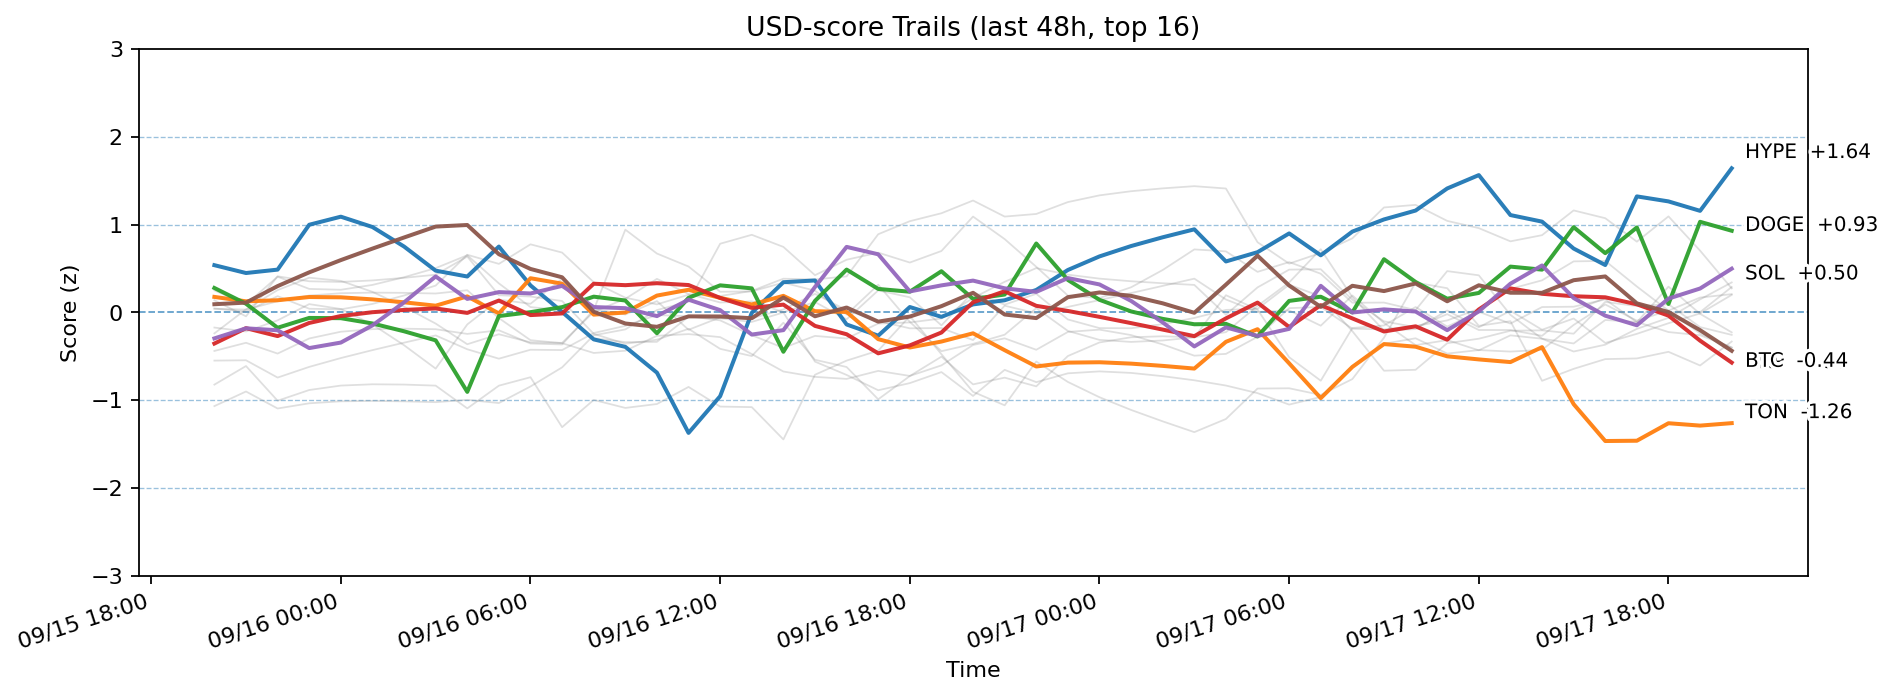 USD-score Trails (last 48h, top 16)
Score (z)
3
2
1
0
−1
−2
−3
HYPE +1.64
DOGE +0.93
SOL +0.50
BTC -0.44
TON -1.26
09/15 18:00
09/16 00:00
09/16 06:00
09/16 12:00
09/16 18:00
09/17 00:00
09/17 06:00
09/17 12:00
09/17 18:00
Time